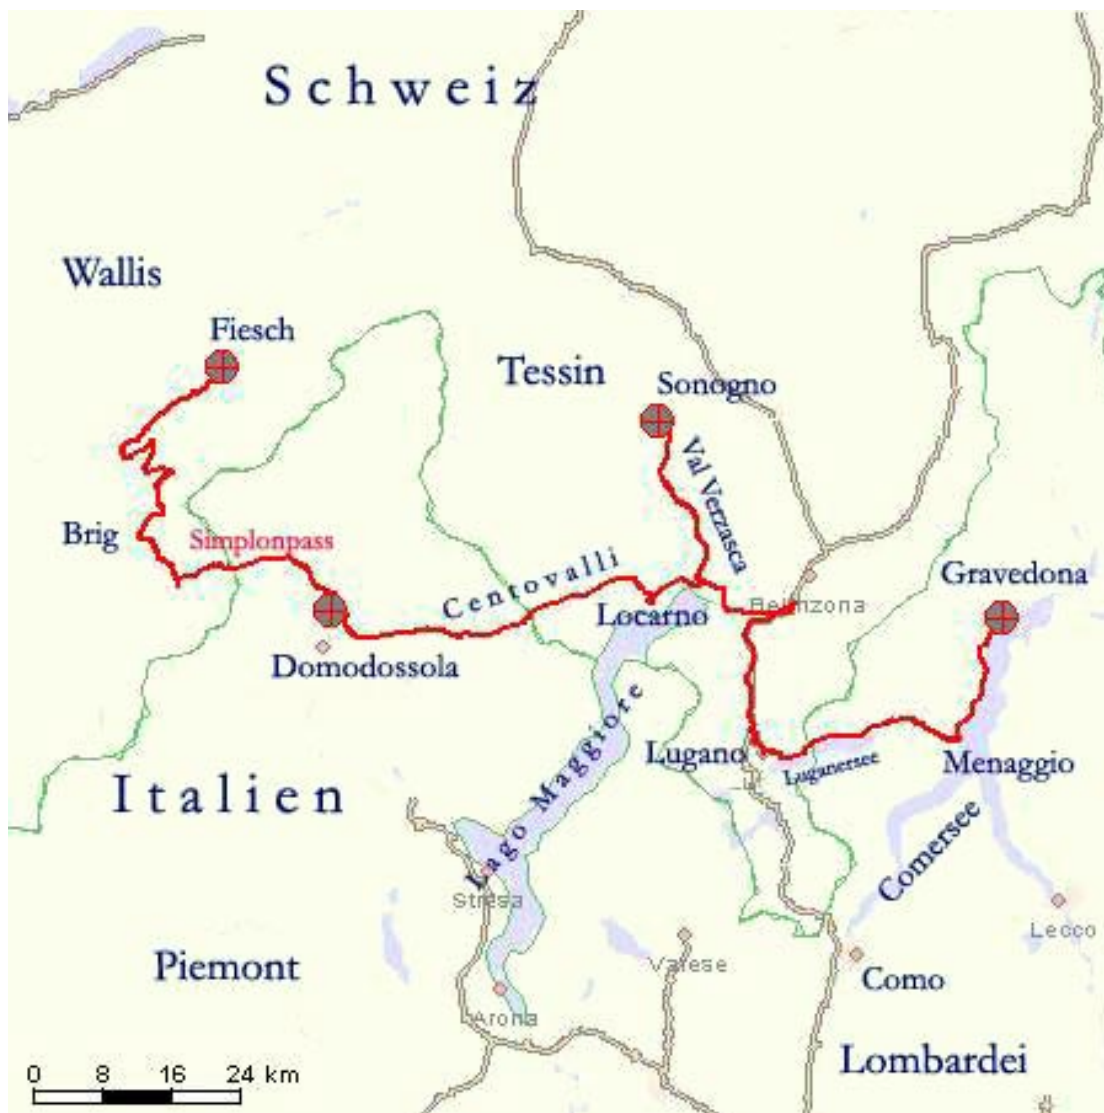 Schweiz
Wallis
Fiesch
Tessin
Sonogno
Val Verzasca
Brig
Simplonpass
Centovalli
Gravedona
Bellinzona
Locarno
Domodossola
Lago Maggiore
Lugano
Luganersee
Menaggio
Italien
Comersee
Stresa
Lecco
Piemont
Varese
Como
Arona
Lombardei
0 8 16 24 km